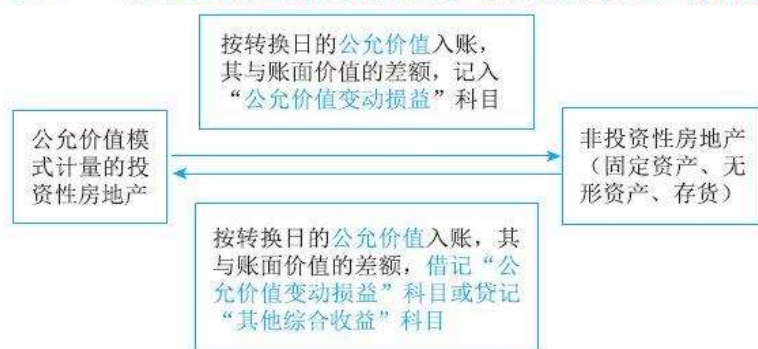 按转换日的公允价值入账，
其与账面价值的差额，记入
“公允价值变动损益”科目
公允价值模
式计量的投
资性房地产
非投资性房地产
（固定资产、无
形资产、存货）
按转换日的公允价值入账，其
与账面价值的差额，借记“公
允价值变动损益”科目或贷记
“其他综合收益”科目